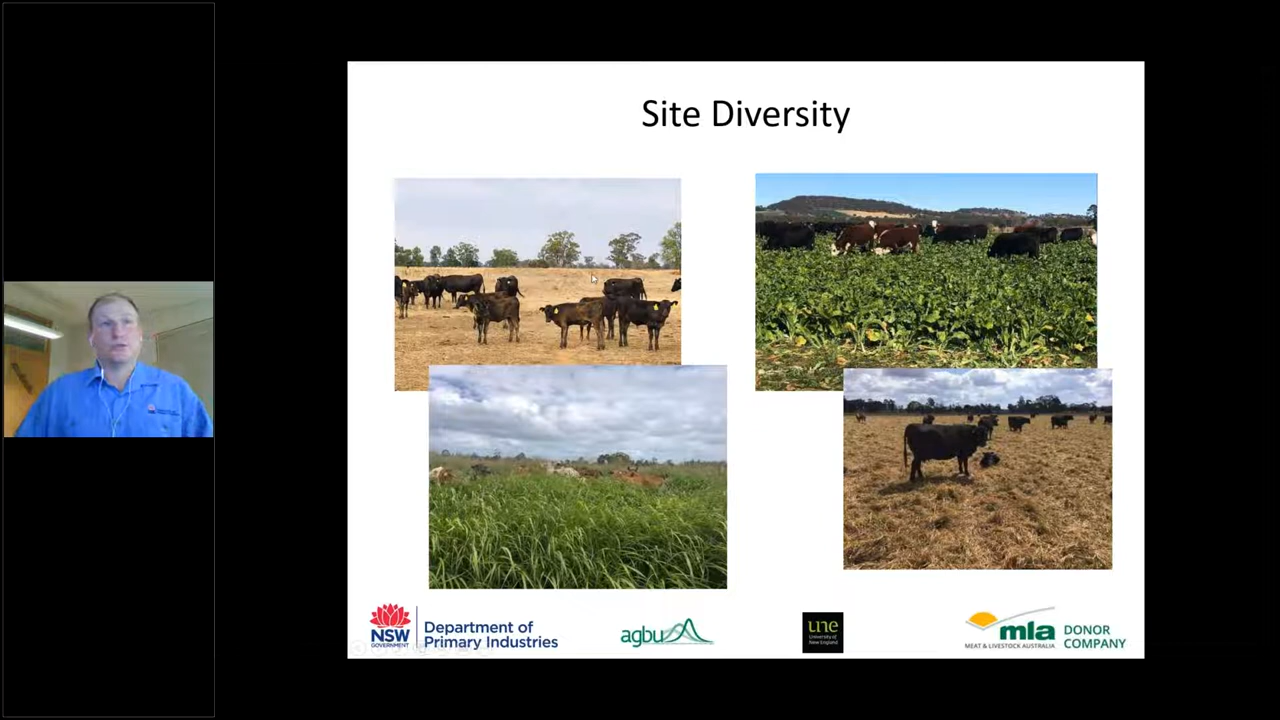 Site Diversity
NSW
GOVERNMENT
Department of
Primary Industries
agbu
une
University of
New England
mla
MEAT & LIVESTOCK AUSTRALIA
DONOR
COMPANY